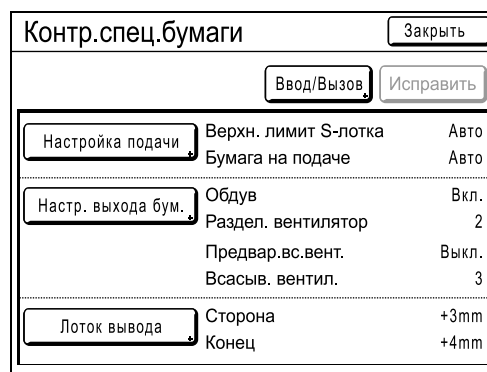 Контр.спец.бумаги Закрыть
Ввод/Вызов Исправить
Настройка подачи Верхн. лимит S-лотка Авто
Бумага на подаче Авто
Настр. выхода бум. Обдув Вкл.
Раздел. вентилятор 2
Предвар.вс.вент. Выкл.
Всасыв. вентил. 3
Лоток вывода Сторона +3mm
Конец +4mm